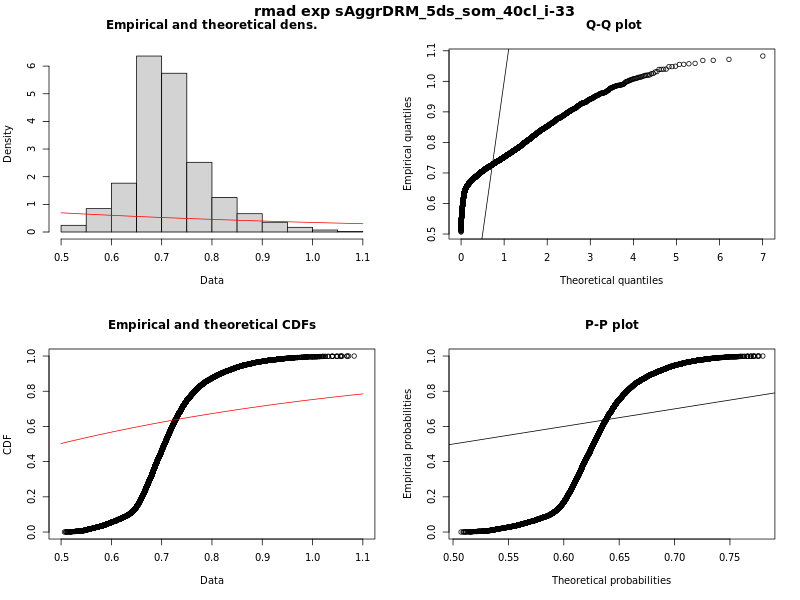 rmad exp sAggrDRM_5ds_som_40cl_i-33
Empirical and theoretical dens.
Density
0 1 2 3 4 5 6
0.5 0.6 0.7 0.8 0.9 1.0 1.1
Data
Q-Q plot
Empirical quantiles
0.5 0.6 0.7 0.8 0.9 1.0 1.1
0 1 2 3 4 5 6 7
Theoretical quantiles
Empirical and theoretical CDFs
CDF
0.0 0.2 0.4 0.6 0.8 1.0
0.5 0.6 0.7 0.8 0.9 1.0 1.1
Data
P-P plot
Empirical probabilities
0.0 0.2 0.4 0.6 0.8 1.0
0.50 0.55 0.60 0.65 0.70 0.75
Theoretical probabilities